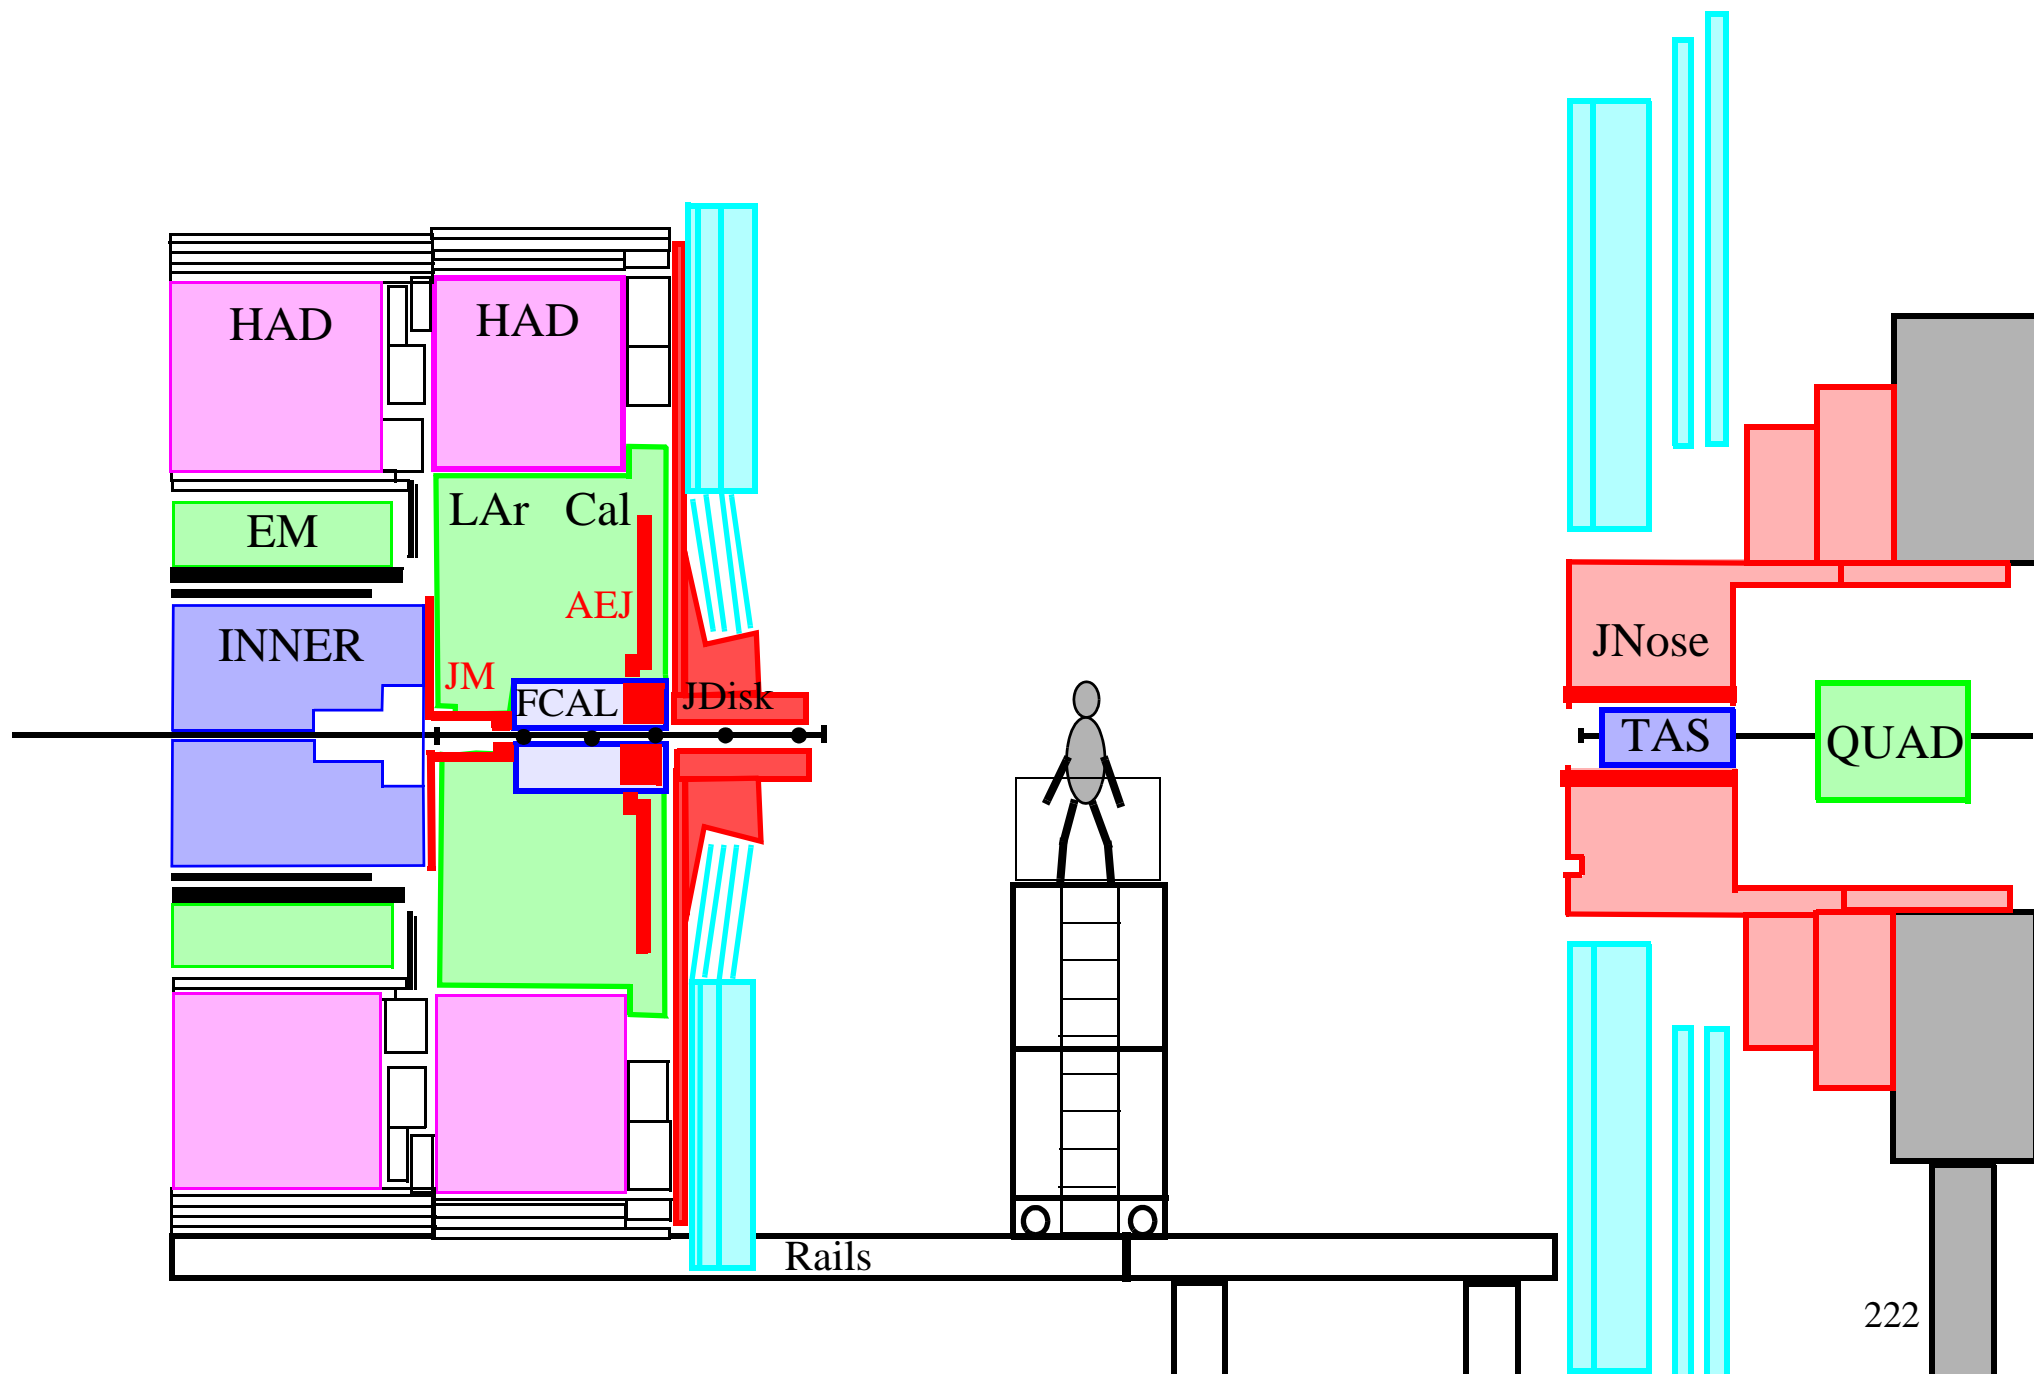 HAD
HAD
LAr Cal
EM
AEJ
INNER
JM
FCAL
JDisk
JNose
TAS
QUAD
Rails
222